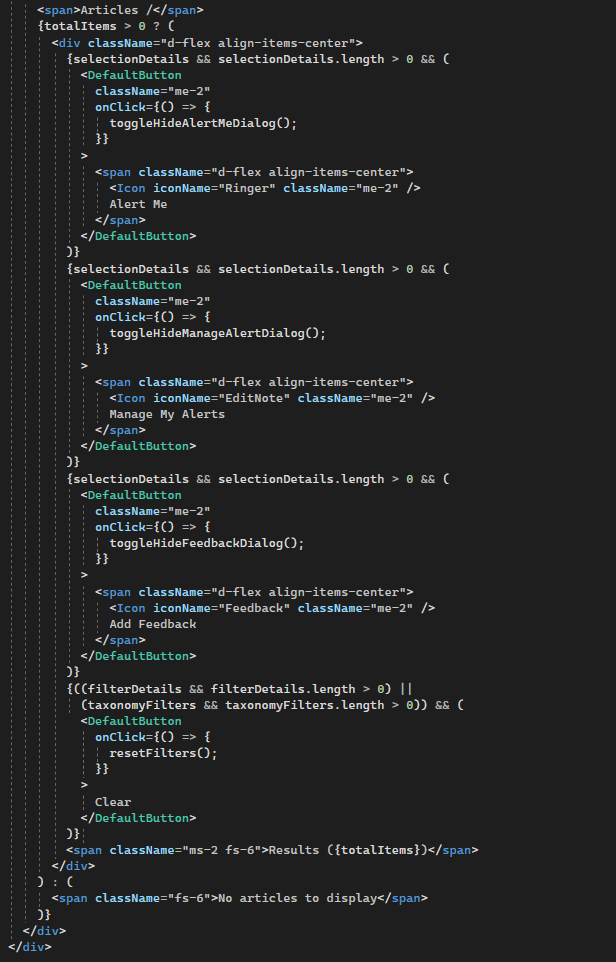 <span>Articles /</span>
{totalItems > 0 ? (
<div className="d-flex align-items-center">
{selectionDetails && selectionDetails.length > 0 && (
<DefaultButton
className="me-2"
onClick={() => {
toggleHideAlertMeDialog();
}}
>
<span className="d-flex align-items-center">
<Icon iconName="Ringer" className="me-2" />
Alert Me
</span>
</DefaultButton>
)}
{selectionDetails && selectionDetails.length > 0 && (
<DefaultButton
className="me-2"
onClick={() => {
toggleHideManageAlertDialog();
}}
>
<span className="d-flex align-items-center">
<Icon iconName="EditNote" className="me-2" />
Manage My Alerts
</span>
</DefaultButton>
)}
{selectionDetails && selectionDetails.length > 0 && (
<DefaultButton
className="me-2"
onClick={() => {
toggleHideFeedbackDialog();
}}
>
<span className="d-flex align-items-center">
<Icon iconName="Feedback" className="me-2" />
Add Feedback
</span>
</DefaultButton>
)}
{((filterDetails && filterDetails.length > 0) ||
(taxonomyFilters && taxonomyFilters.length > 0)) && (
<DefaultButton
onClick={() => {
resetFilters();
}}
>
Clear
</DefaultButton>
)}
<span className="ms-2 fs-6">Results ({totalItems})</span>
</div>
) : (
<span className="fs-6">No articles to display</span>
)}
</div>
</div>